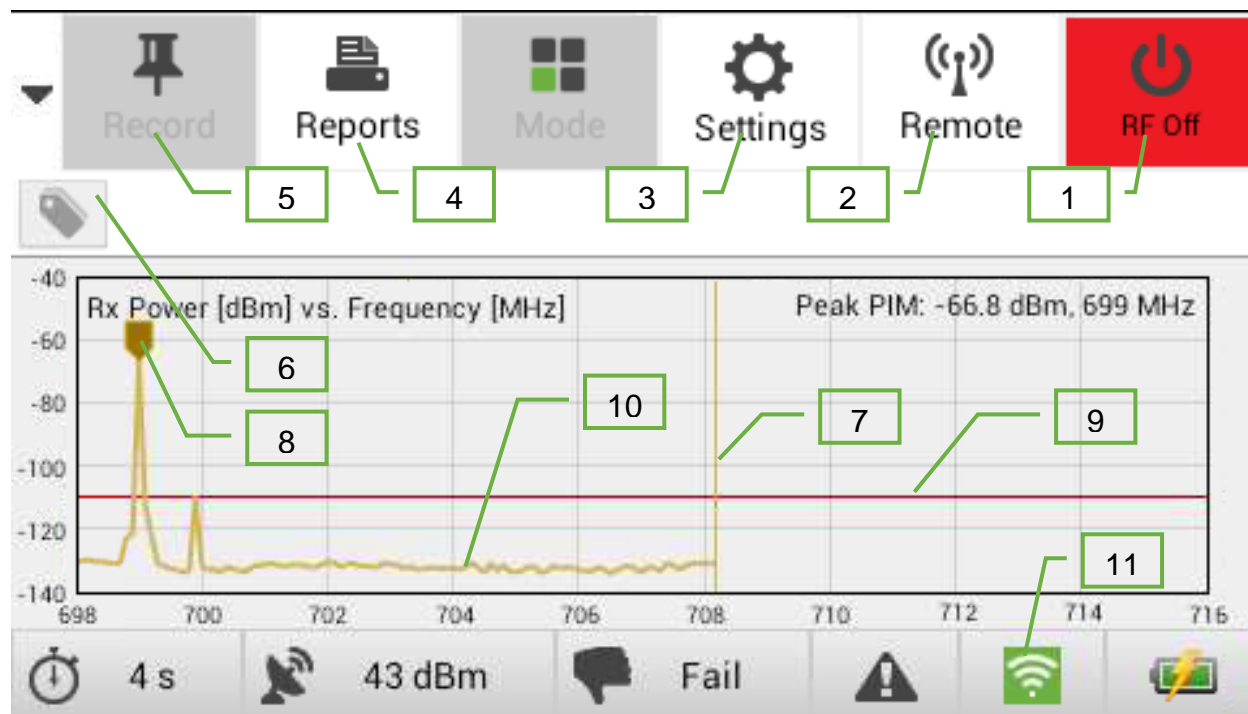 Record Reports Mode Settings Remote RF Off
5 4 3 2 1
-40
Rx Power [dBm] vs. Frequency [MHz] Peak PIM: -66.8 dBm, 699 MHz
-60
6
-80
10
7 9
8
-100
-120
11
-140
698 700 702 704 706 708 710 712 714 716
4 s 43 dBm Fail